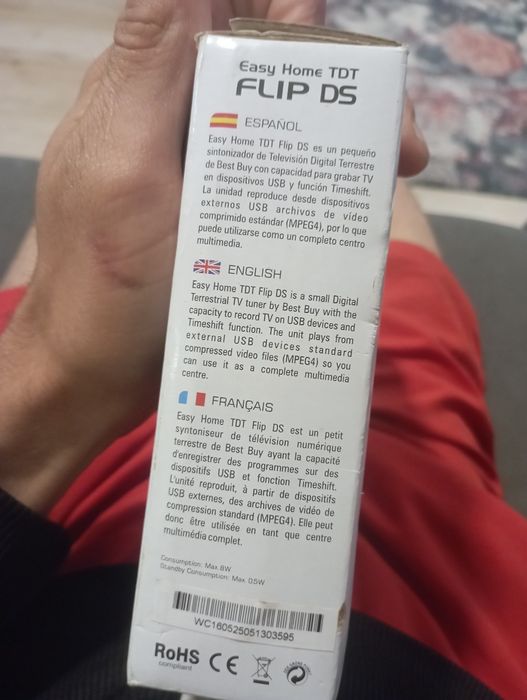 Easy Home TDT
FLIP DS
ESPAÑOL
Easy Home TDT Flip DS es un pequeño
sintonizador de Televisión Digital Terrestre
de Best Buy con capacidad para grabar TV
en dispositivos USB y función Timeshift.
La unidad reproduce desde dispositivos
externos USB archivos de vídeo
comprimido estándar (MPEG4), por lo que
puede utilizarse como un completo centro
multimedia.
ENGLISH
Easy Home TDT Flip DS is a small Digital
Terrestrial TV tuner by Best Buy with the
capacity to record TV on USB devices and
Timeshift function. The unit plays from
external USB devices standard
compressed video files (MPEG4) so you
can use it as a complete multimedia
centre.
FRANÇAIS
Easy Home TDT Flip DS est un petit
syntoniseur de télévision numérique
terrestre de Best Buy ayant la capacité
d'enregistrer des programmes sur des
dispositifs USB et fonction Timeshift.
L'unité reproduit, à partir de dispositifs
USB externes, des archives de vidéo de
compression standard (MPEG4). Elle peut
donc être utilisée en tant que centre
multimédia complet.
Consumption: Max. 8W
Standby Consumption: Max. 0.5W
WC160525051303595
RoHS
compliant
CE